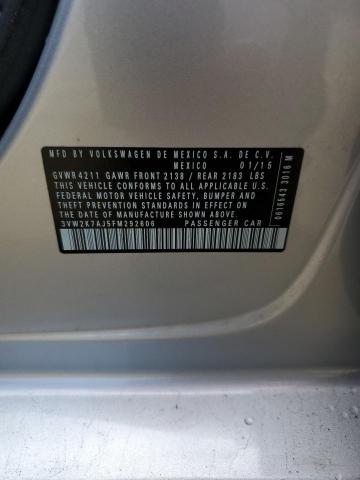 MFD BY VOLKSWAGEN DE MEXICO S.A. DE C.V.
MEXICO 01/15
GVWR 4211 GAWR FRONT 2138 / REAR 2183 LBS
THIS VEHICLE CONFORMS TO ALL APPLICABLE U.S.
FEDERAL MOTOR VEHICLE SAFETY, BUMPER AND
THEFT PREVENTION STANDARDS IN EFFECT ON THE
DATE OF MANUFACTURE SHOWN ABOVE
3VW2K7AJ5FM292606 PASSENGER CAR
0616543 3016 M